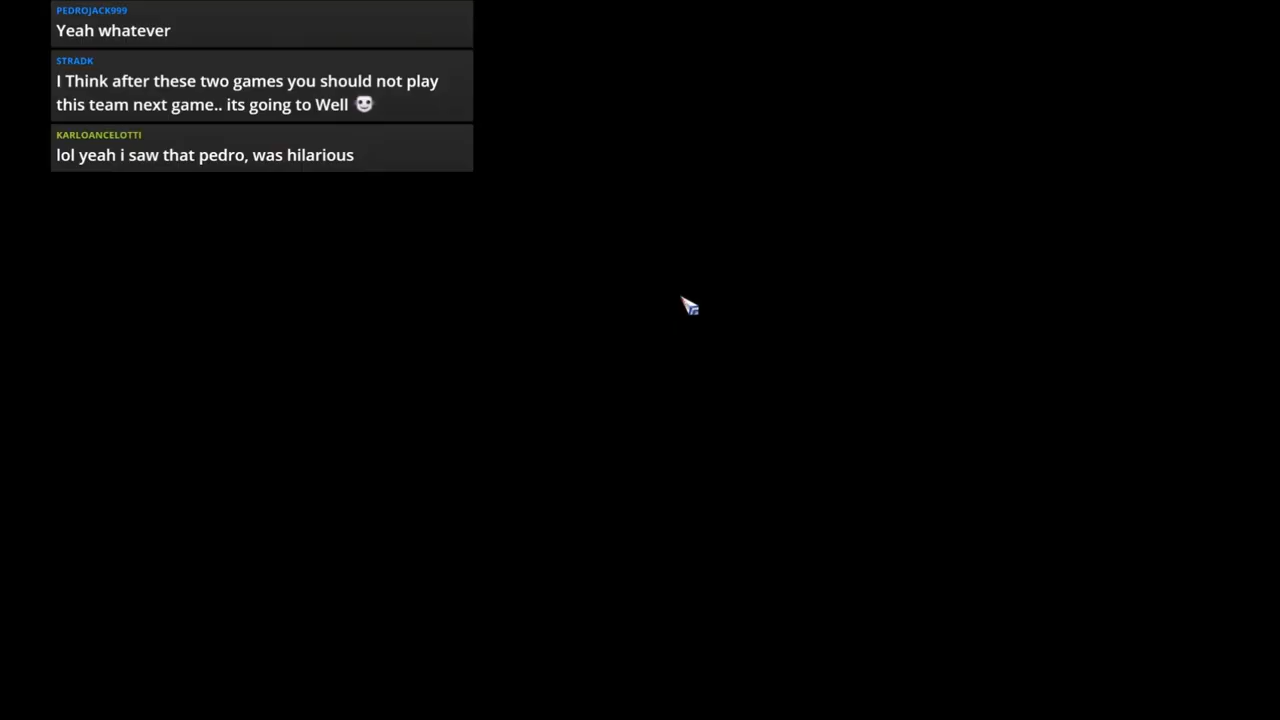 PEDROJACK999
Yeah whatever
STRADK
I Think after these two games you should not play
this team next game.. its going to Well
KARLOANCELOTTI
lol yeah i saw that pedro, was hilarious